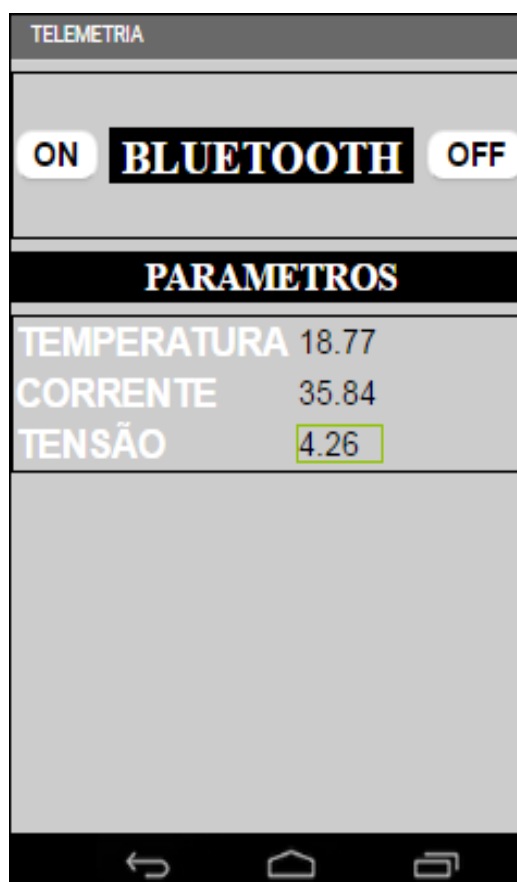 TELEMETRIA
ON BLUETOOTH OFF
PARAMETROS
TEMPERATURA 18.77
CORRENTE 35.84
TENSÃO 4.26